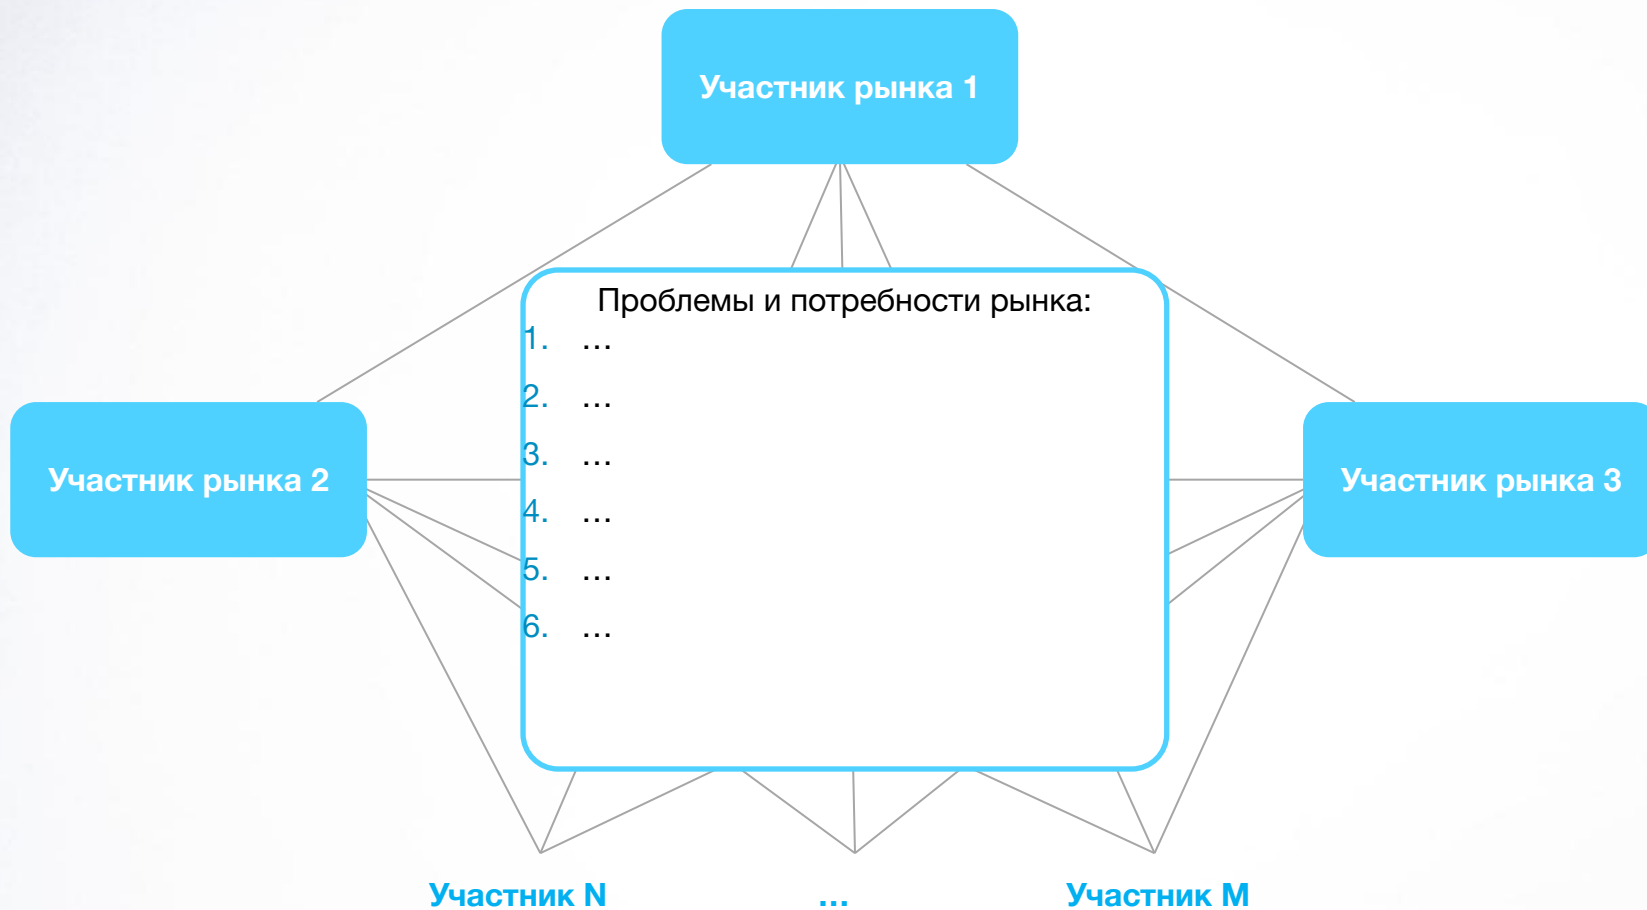 Участник рынка 1
Проблемы и потребности рынка:
1. ...
2. ...
3. ...
4. ...
5. ...
6. ...
Участник рынка 2
Участник рынка 3
Участник N
...
Участник M